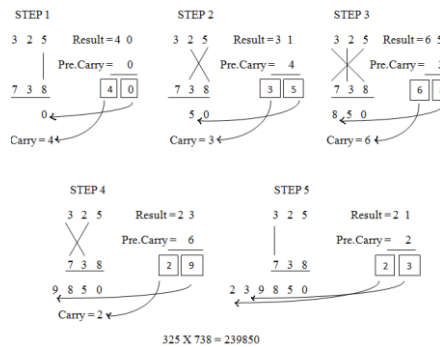 STEP 1
3 2 5 Result = 4 0
Pre.Carry = 0
7 3 8 4 0
0
Carry = 4
STEP 2
3 2 5 Result = 3 1
Pre.Carry = 4
7 3 8 3 5
5 0
Carry = 3
STEP 3
3 2 5 Result = 6 5
Pre.Carry =
7 3 8 6
8 5 0
Carry = 6
STEP 4
3 2 5 Result = 2 3
Pre.Carry = 6
7 3 8 2 9
9 8 5 0
Carry = 2
STEP 5
3 2 5 Result = 2 1
Pre.Carry = 2
7 3 8 2 3
2 3 9 8 5 0
325 X 738 = 239850